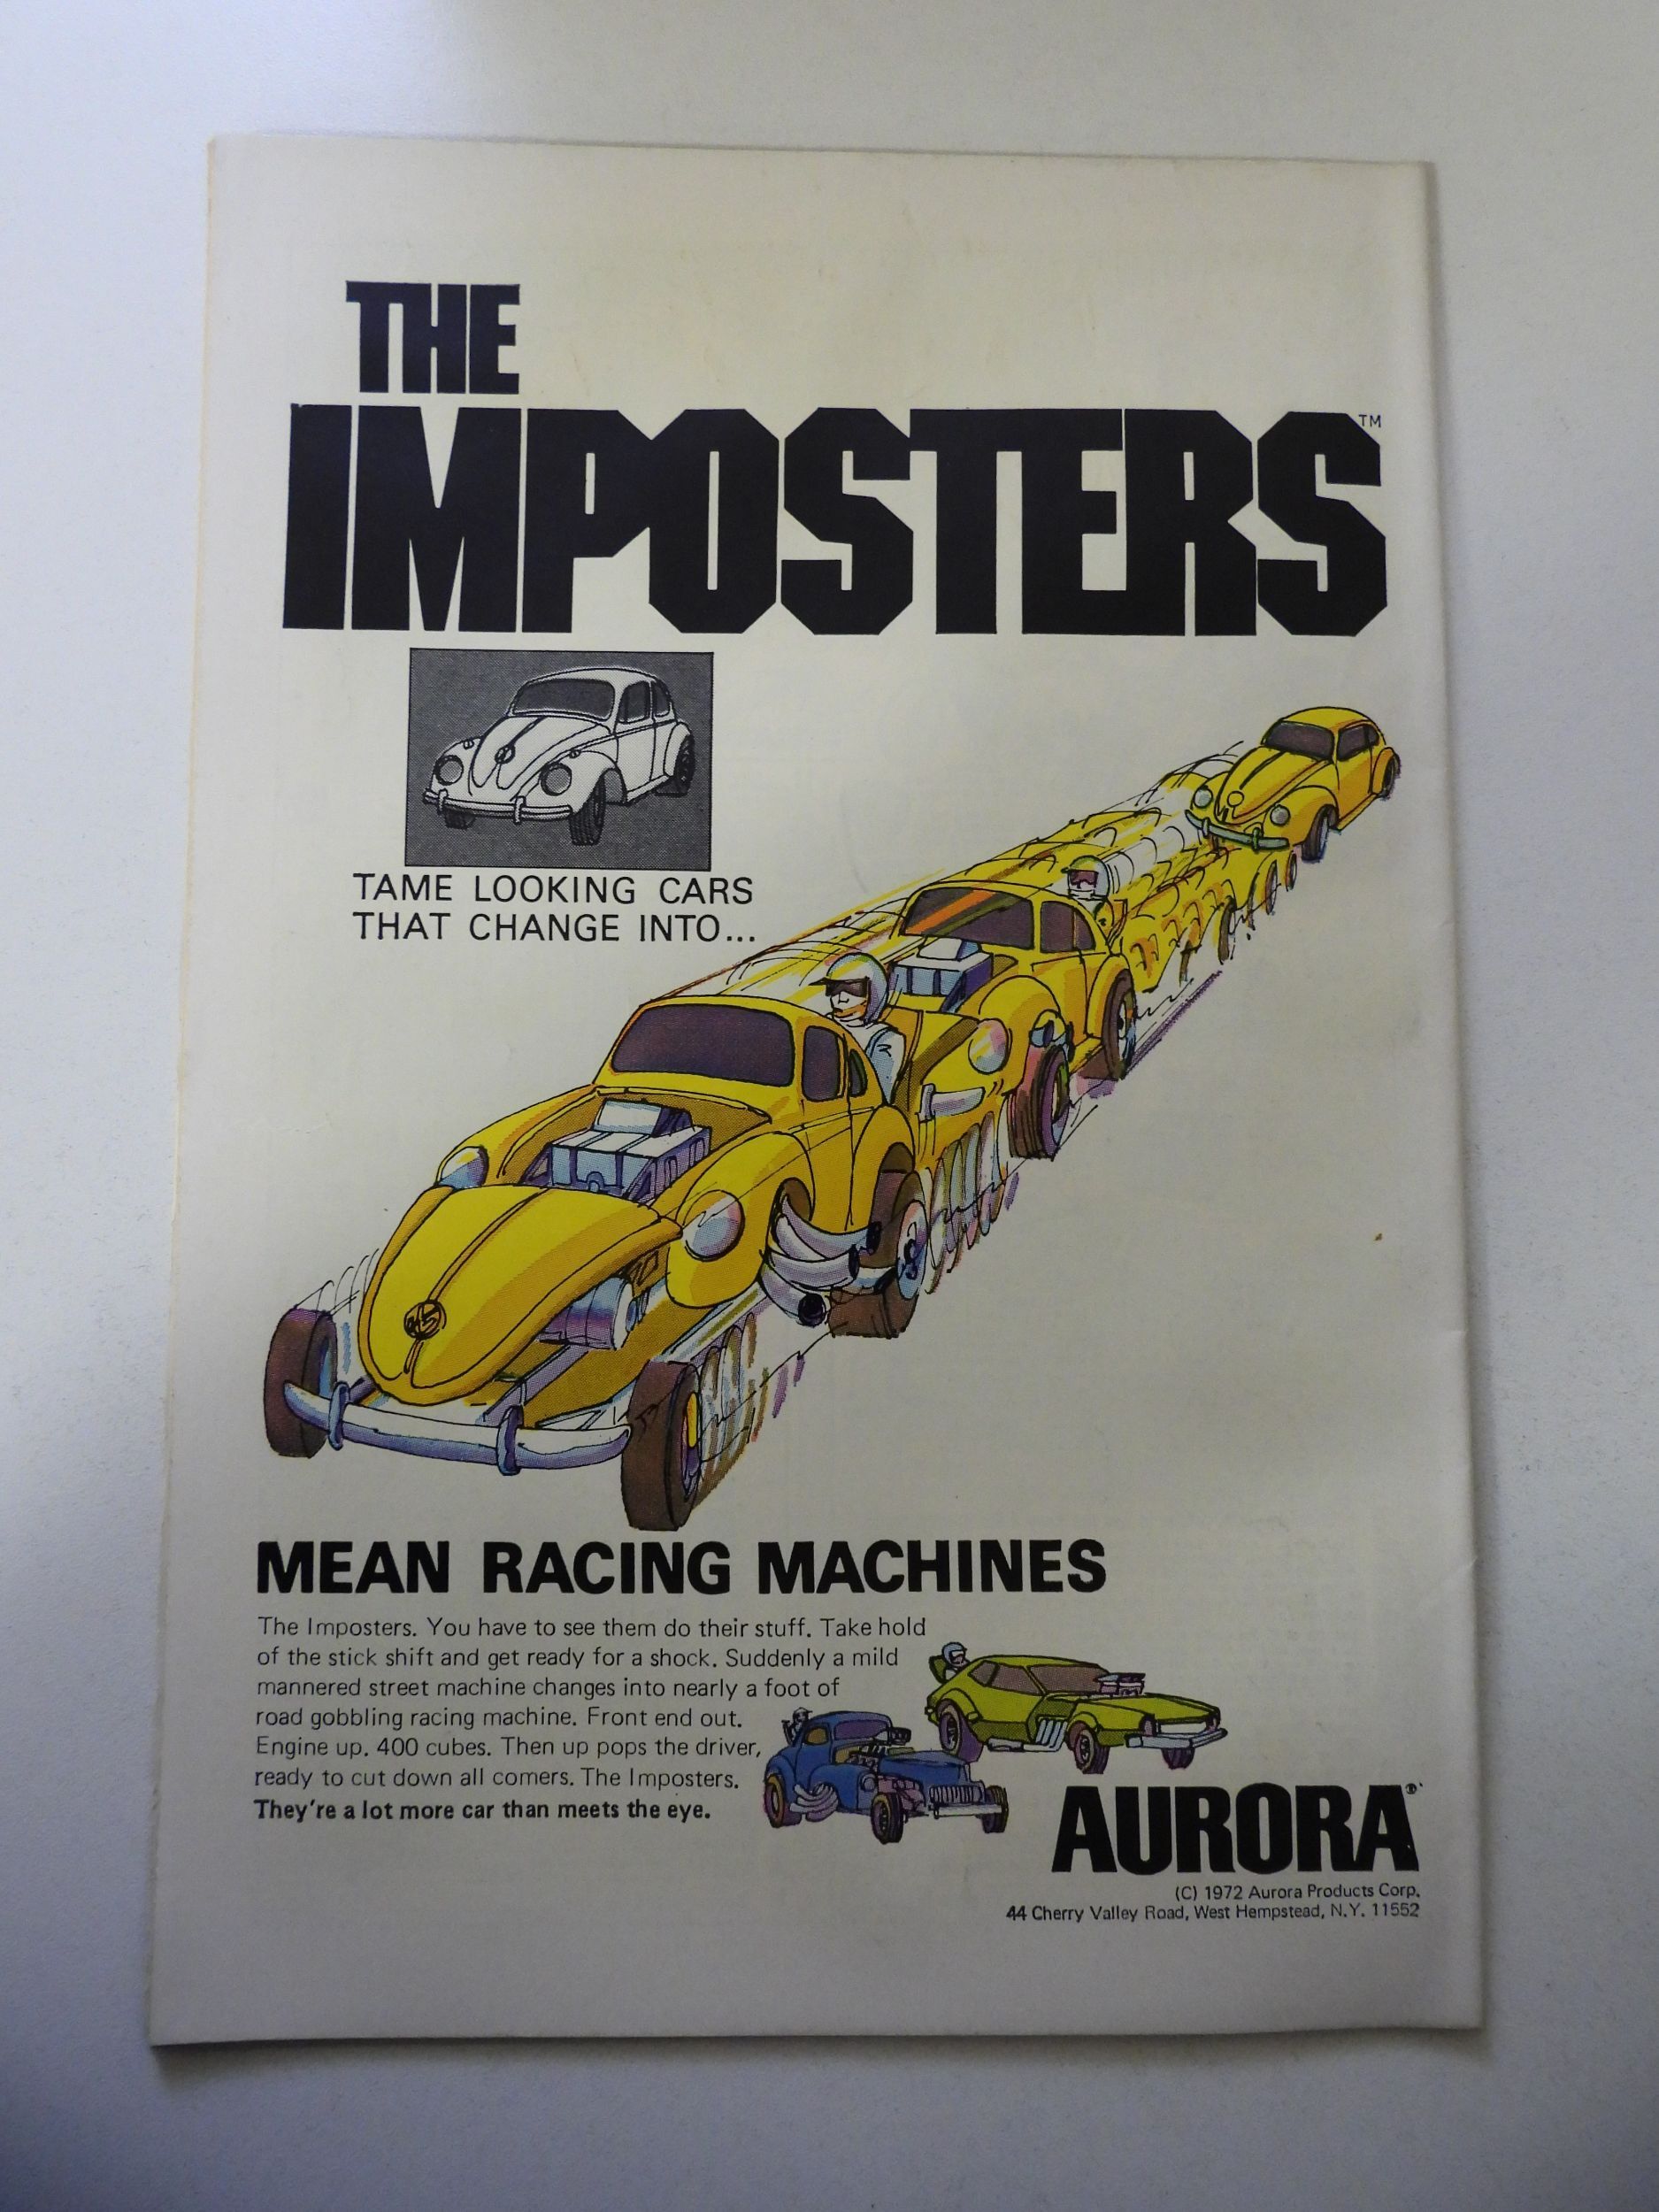 THE
IMPOSTERS™
TAME LOOKING CARS
THAT CHANGE INTO...
MEAN RACING MACHINES
The Imposters. You have to see them do their stuff. Take hold
of the stick shift and get ready for a shock. Suddenly a mild
mannered street machine changes into nearly a foot of
road gobbling racing machine. Front end out.
Engine up. 400 cubes. Then up pops the driver,
ready to cut down all comers. The Imposters.
They're a lot more car than meets the eye.
AURORA®
(C) 1972 Aurora Products Corp.
44 Cherry Valley Road, West Hempstead, N.Y. 11552